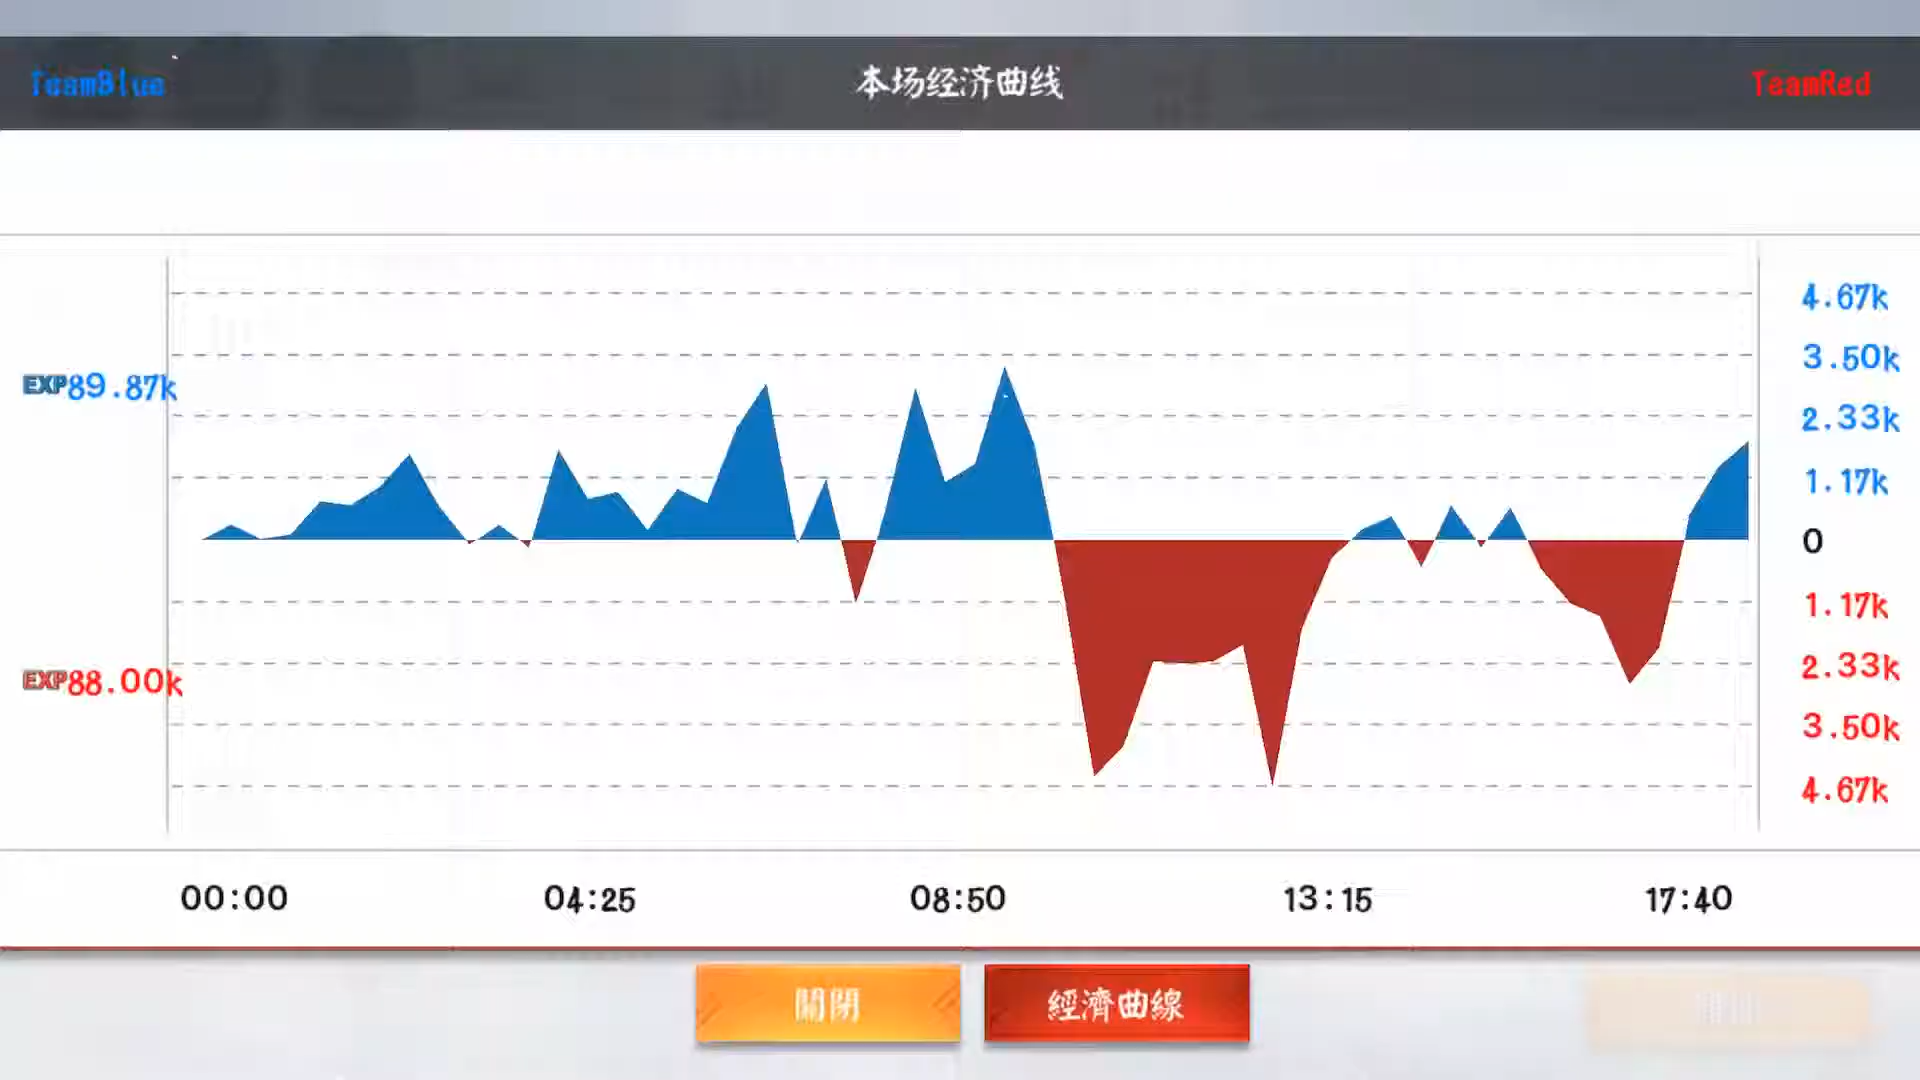 TeamBlue
本场经济曲线
TeamRed
4.67k
3.50k
EXP89.87k
2.33k
1.17k
0
1.17k
EXP88.00k
2.33k
3.50k
4.67k
00:00
04:25
08:50
13:15
17:40
關閉
經濟曲線